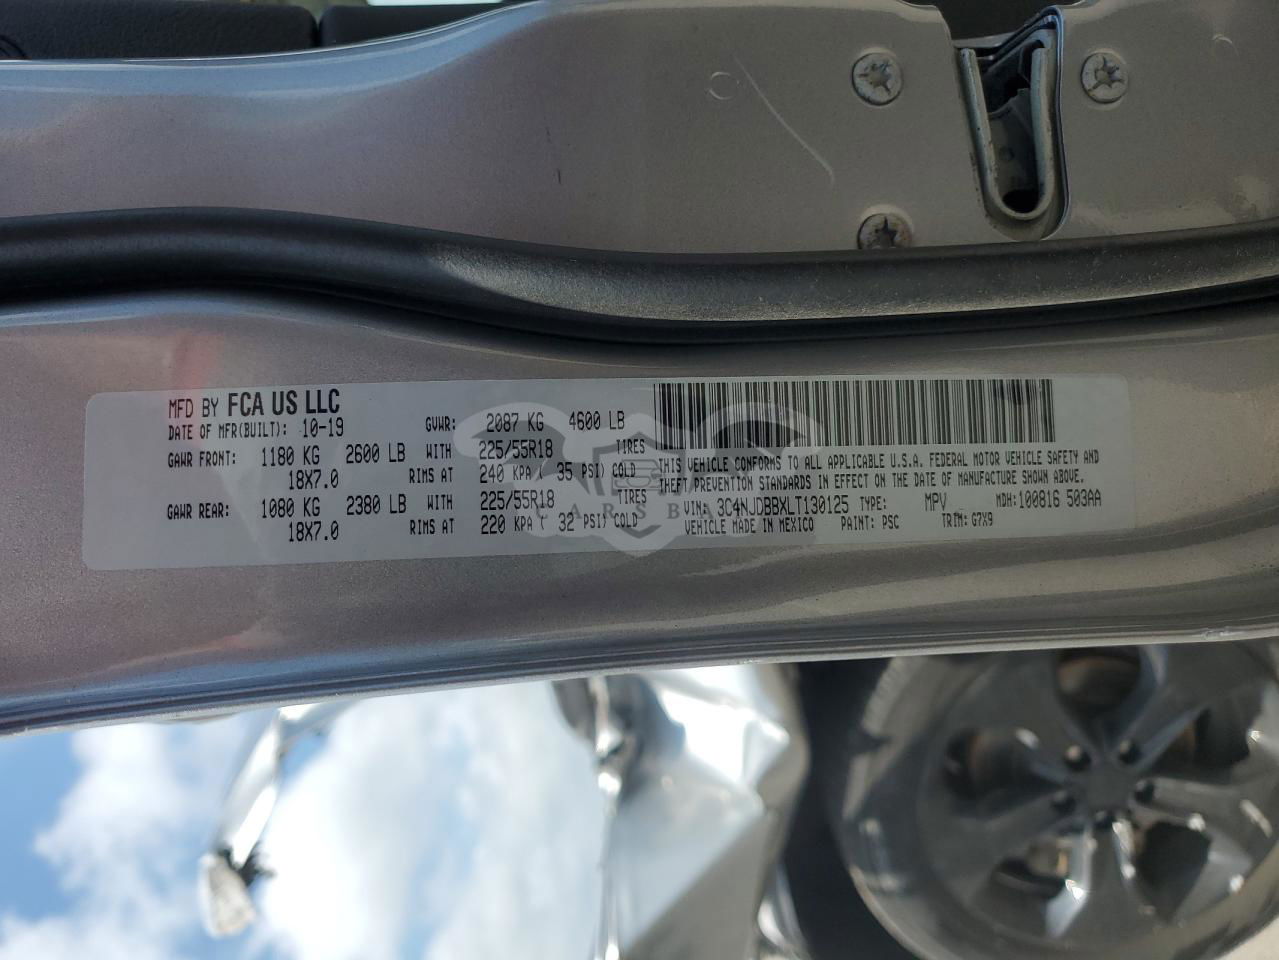 MFD BY FCA US LLC
DATE OF MFR(BUILT): 10-19 GVWR: 2087 KG 4600 LB
GAWR FRONT: 1180 KG 2600 LB WITH 225/55R18 TIRES
18X7.0 RIMS AT 240 KPA ( 35 PSI) COLD
GAWR REAR: 1080 KG 2380 LB WITH 225/55R18 TIRES
18X7.0 RIMS AT 220 KPA ( 32 PSI) COLD
THIS VEHICLE CONFORMS TO ALL APPLICABLE U.S.A. FEDERAL MOTOR VEHICLE SAFETY AND
THEFT PREVENTION STANDARDS IN EFFECT ON THE DATE OF MANUFACTURE SHOWN ABOVE.
VIN: 3C4NJDBBXLT130125 TYPE: MPV MDH:100816 503AA
VEHICLE MADE IN MEXICO PAINT: PSC TRIM: G7X9